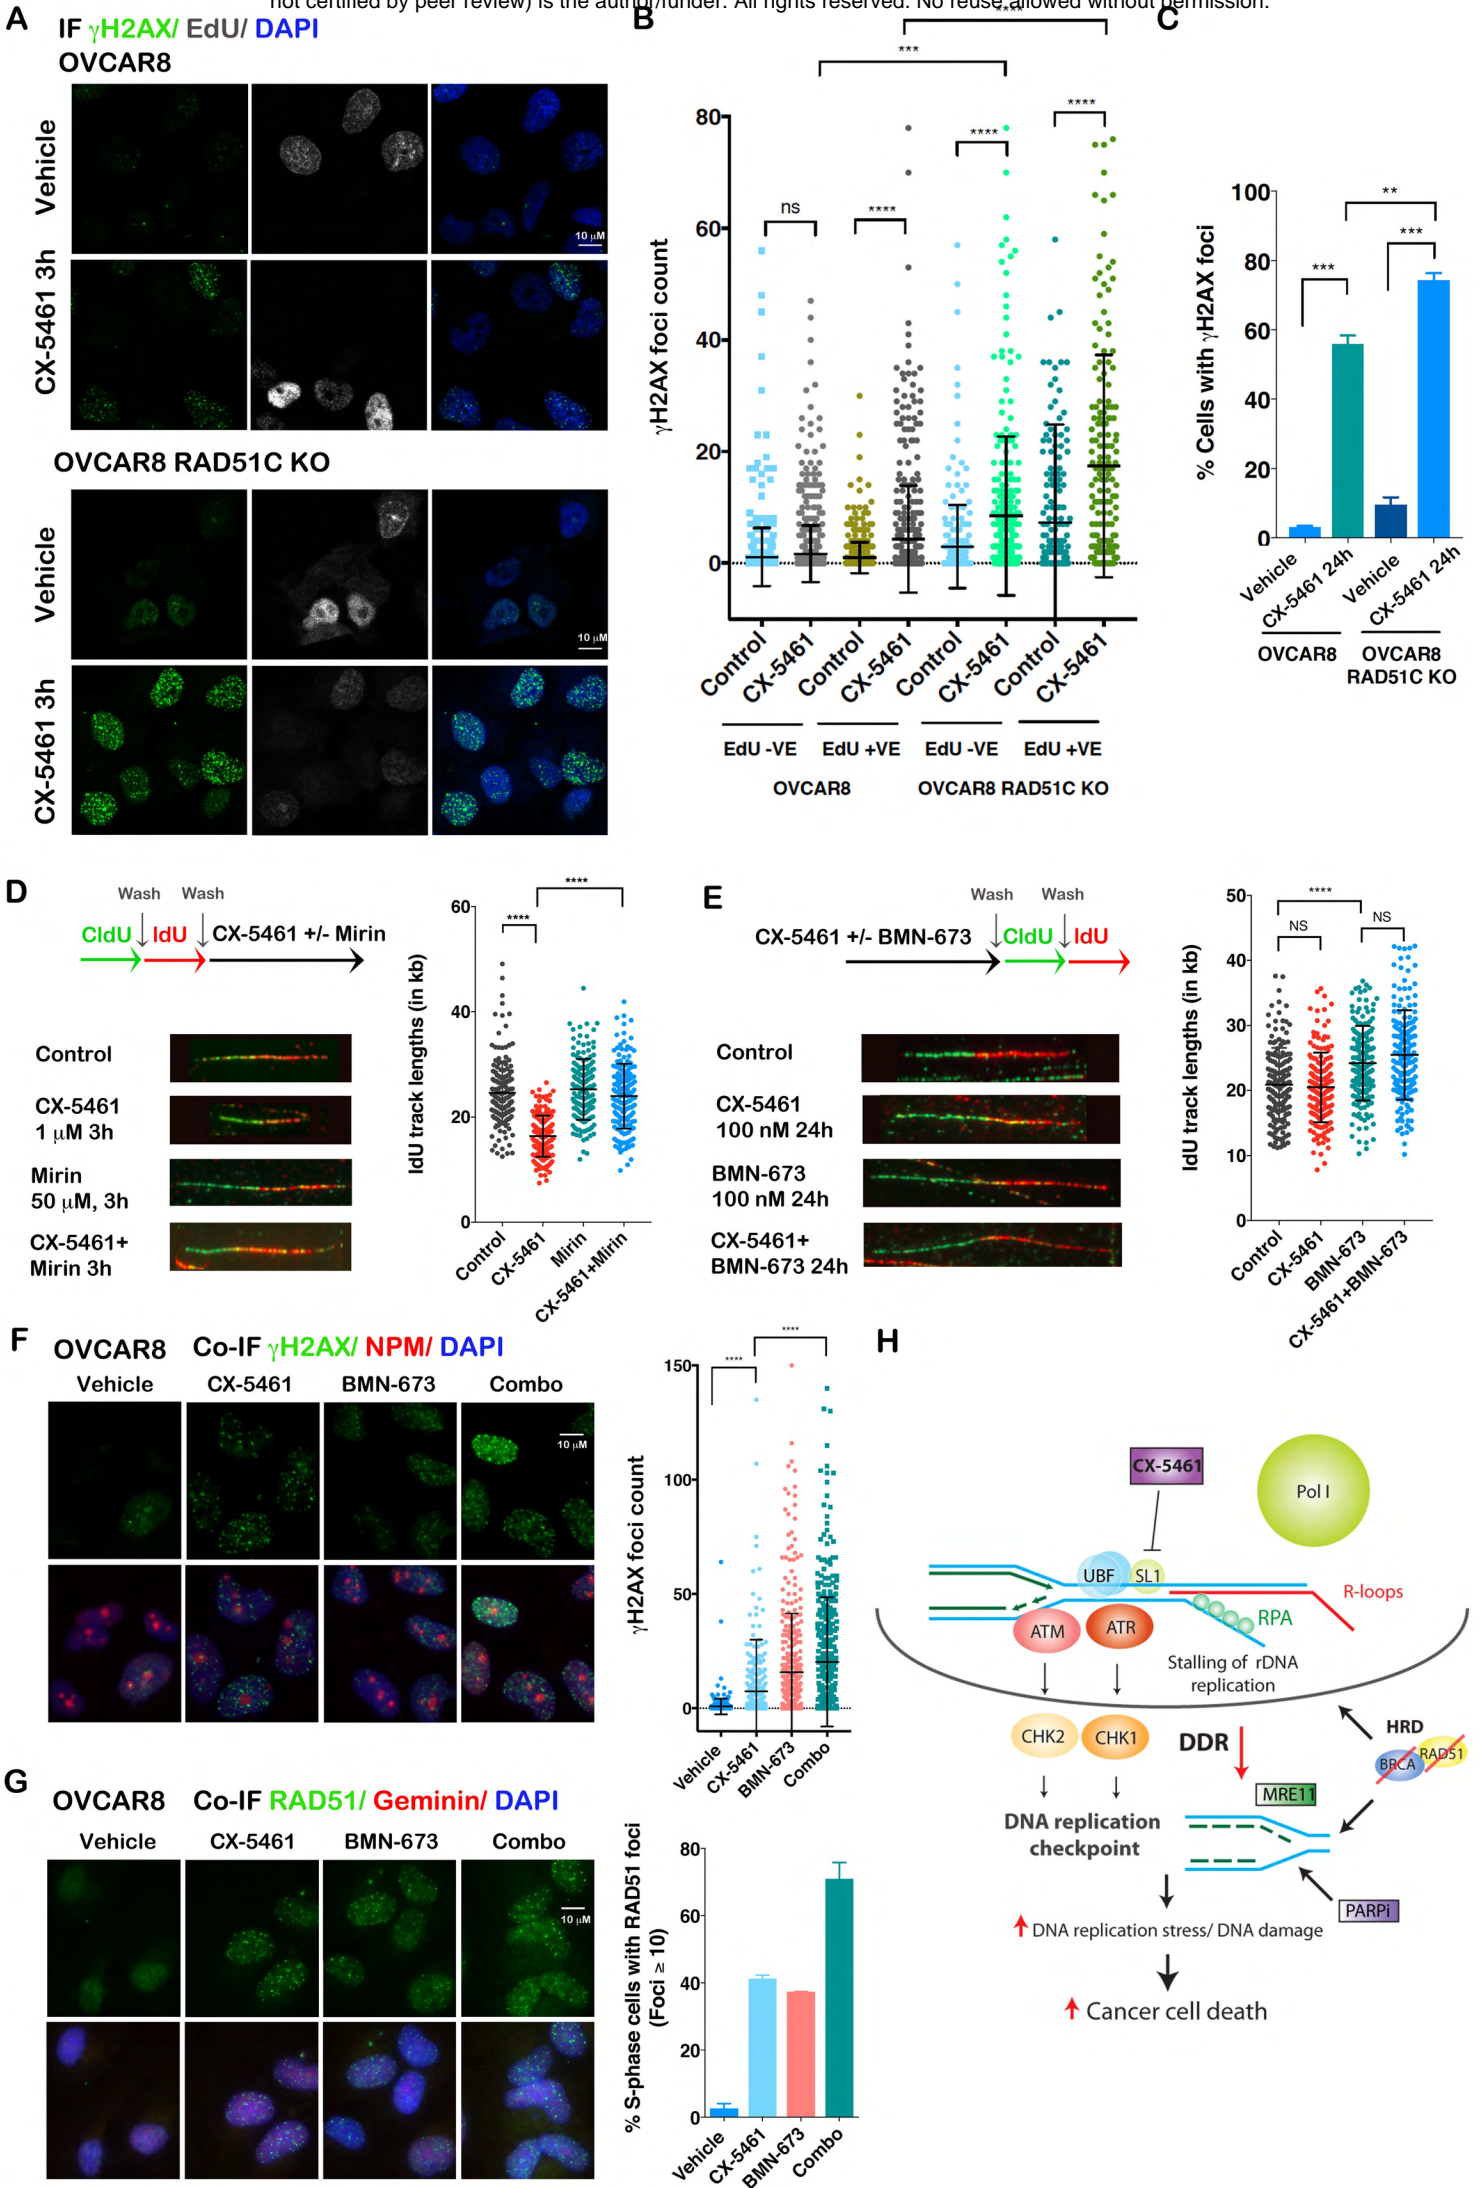 not certified by peer review) is the author/funder. All rights reserved. No reuse allowed without permission.
A
IF γH2AX/ EdU/ DAPI
OVCAR8
Vehicle
10 μM
CX-5461 3h
OVCAR8 RAD51C KO
Vehicle
10 μM
CX-5461 3h
B
γH2AX foci count
80
60
40
20
0
ns
****
***
****
****
****
Control
CX-5461
Control
CX-5461
Control
CX-5461
Control
CX-5461
EdU -VE
EdU +VE
EdU -VE
EdU +VE
OVCAR8
OVCAR8 RAD51C KO
C
% Cells with γH2AX foci
100
80
60
40
20
0
***
**
***
Vehicle
CX-5461 24h
Vehicle
CX-5461 24h
OVCAR8
OVCAR8
RAD51C KO
D
Wash
Wash
CldU
IdU
CX-5461 +/- Mirin
Control
CX-5461
1 μM 3h
Mirin
50 μM, 3h
CX-5461+
Mirin 3h
IdU track lengths (in kb)
60
40
20
0
****
****
Control
CX-5461
Mirin
CX-5461+Mirin
E
Wash
Wash
CX-5461 +/- BMN-673
CldU
IdU
Control
CX-5461
100 nM 24h
BMN-673
100 nM 24h
CX-5461+
BMN-673 24h
IdU track lengths (in kb)
50
40
30
20
10
0
****
NS
NS
Control
CX-5461
BMN-673
CX-5461+BMN-673
F
OVCAR8
Co-IF γH2AX/ NPM/ DAPI
Vehicle
CX-5461
BMN-673
Combo
10 μM
γH2AX foci count
150
100
50
0
****
****
Vehicle
CX-5461
BMN-673
Combo
G
OVCAR8
Co-IF RAD51/ Geminin/ DAPI
Vehicle
CX-5461
BMN-673
Combo
10 μM
% S-phase cells with RAD51 foci
(Foci ≥ 10)
80
60
40
20
0
Vehicle
CX-5461
BMN-673
Combo
H
CX-5461
Pol I
UBF
SL1
R-loops
RPA
ATM
ATR
Stalling of rDNA
replication
CHK2
CHK1
DDR
HRD
BRCA
RAD51
MRE11
DNA replication
checkpoint
PARPi
DNA replication stress/ DNA damage
Cancer cell death